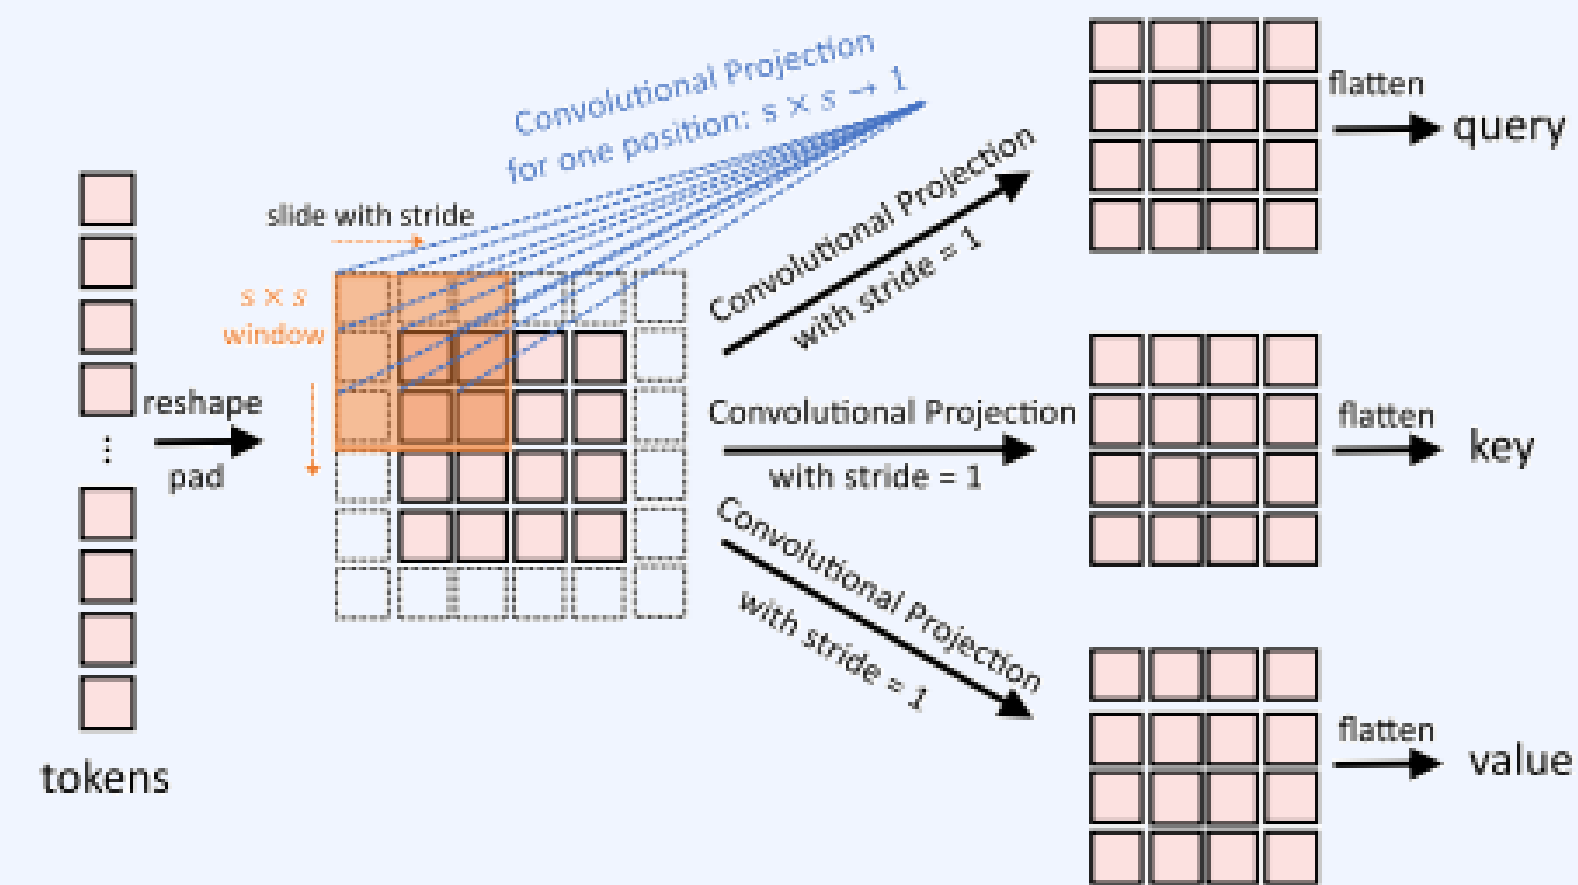 Convolutional Projection
for one position: s × s → 1
slide with stride
s × s
window
reshape
pad
⋮
tokens
Convolutional Projection
with stride = 1
Convolutional Projection
with stride = 1
Convolutional Projection
with stride = 1
flatten
query
flatten
key
flatten
value